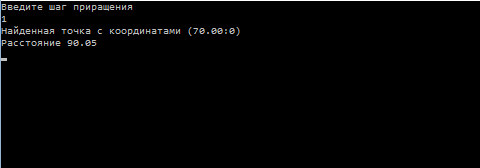 Введите шаг приращения
1
Найденная точка с координатами (70.00:0)
Расстояние 90.05